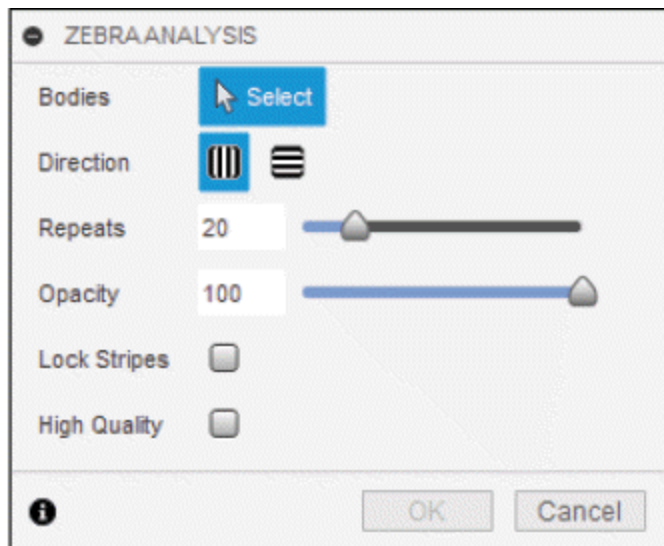 ZEBRA ANALYSIS
Bodies Select
Direction
Repeats 20
Opacity 100
Lock Stripes
High Quality
OK Cancel